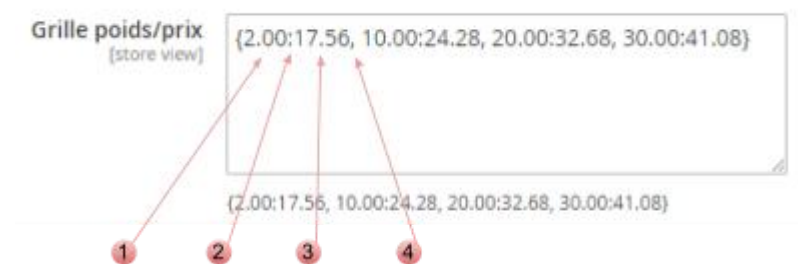 Grille poids/prix
[store view]
{2.00:17.56, 10.00:24.28, 20.00:32.68, 30.00:41.08}
{2.00:17.56, 10.00:24.28, 20.00:32.68, 30.00:41.08}
1 2 3 4